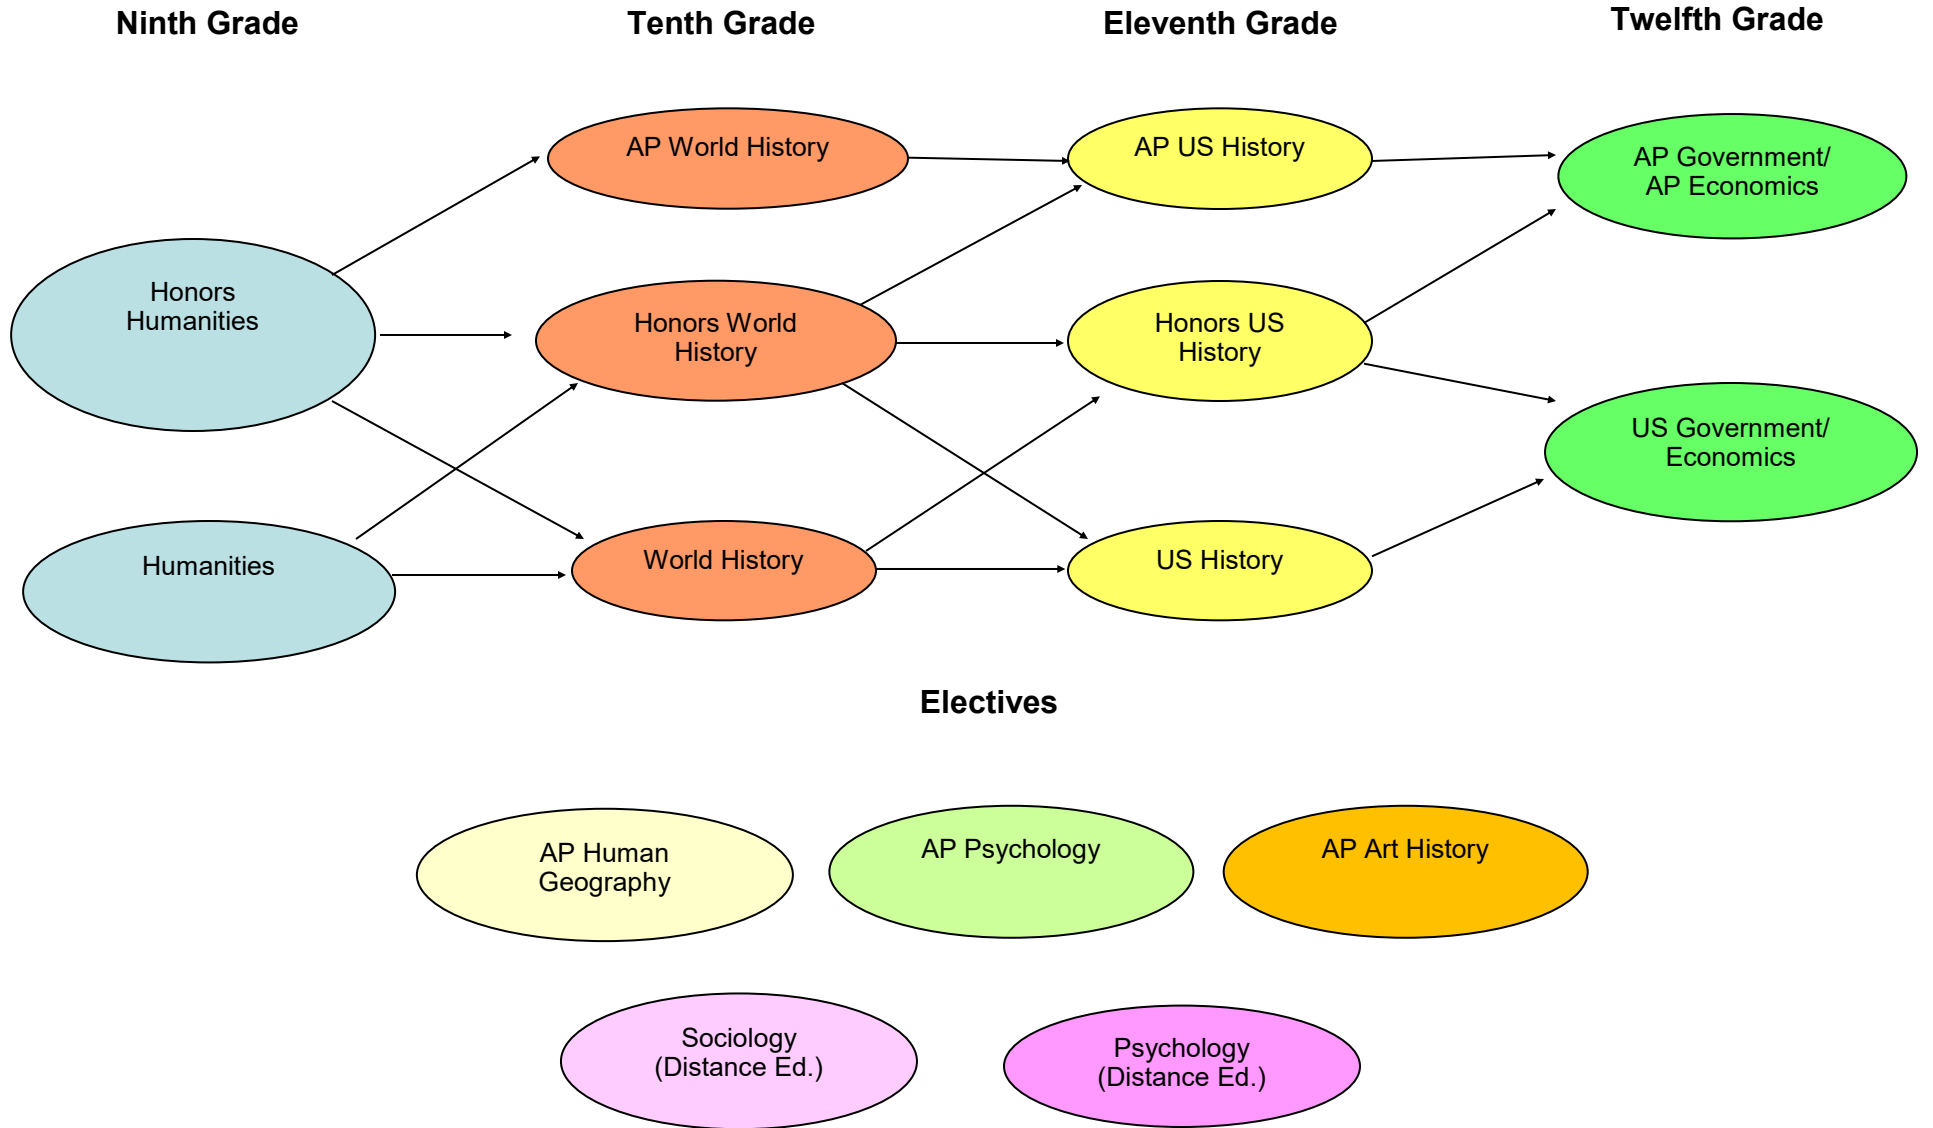 Ninth Grade
Tenth Grade
Eleventh Grade
Twelfth Grade
AP World History
AP US History
AP Government/
AP Economics
Honors
Humanities
Honors World
History
Honors US
History
US Government/
Economics
Humanities
World History
US History
Electives
AP Human
Geography
AP Psychology
AP Art History
Sociology
(Distance Ed.)
Psychology
(Distance Ed.)